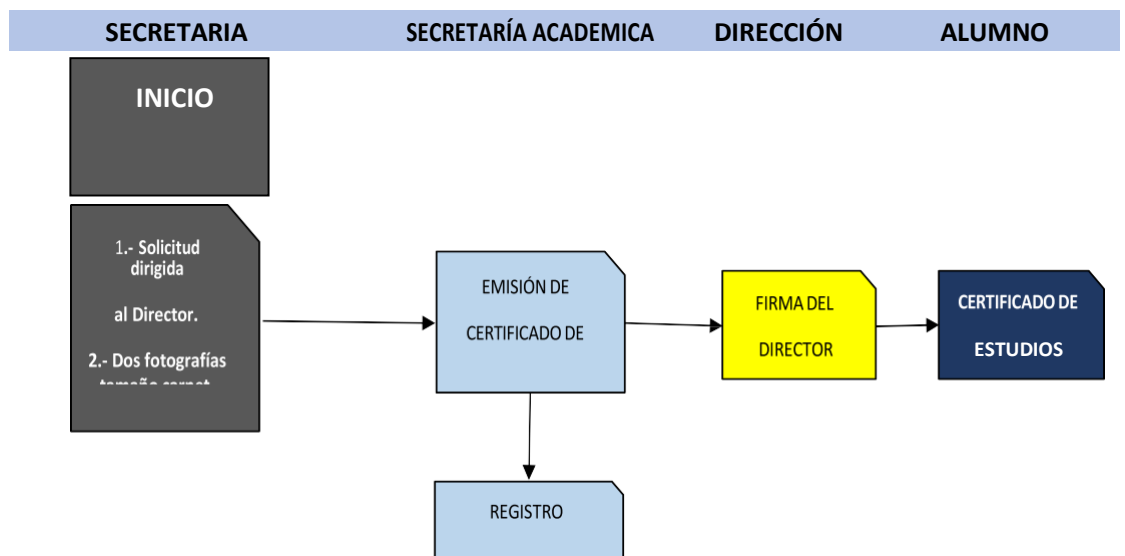 SECRETARIA
SECRETARÍA ACADEMICA
DIRECCIÓN
ALUMNO
INICIO
1.- Solicitud
dirigida
al Director.
2.- Dos fotografías
EMISIÓN DE
CERTIFICADO DE
FIRMA DEL
DIRECTOR
CERTIFICADO DE
ESTUDIOS
REGISTRO